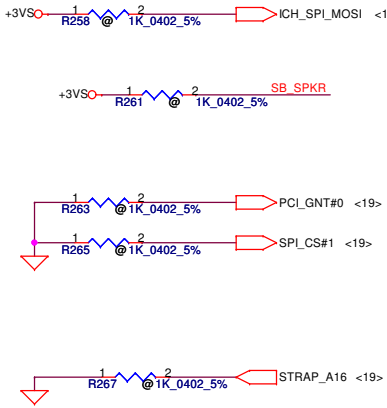 +3VS 1 2 ICH_SPI_MOSI <1
R258 @ 1K_0402_5%
+3VS 1 2 SB_SPKR
R261 @ 1K_0402_5%
1 2 PCI_GNT#0 <19>
R263 @ 1K_0402_5%
1 2 SPI_CS#1 <19>
R265 @ 1K_0402_5%
1 2 STRAP_A16 <19>
R267 @ 1K_0402_5%